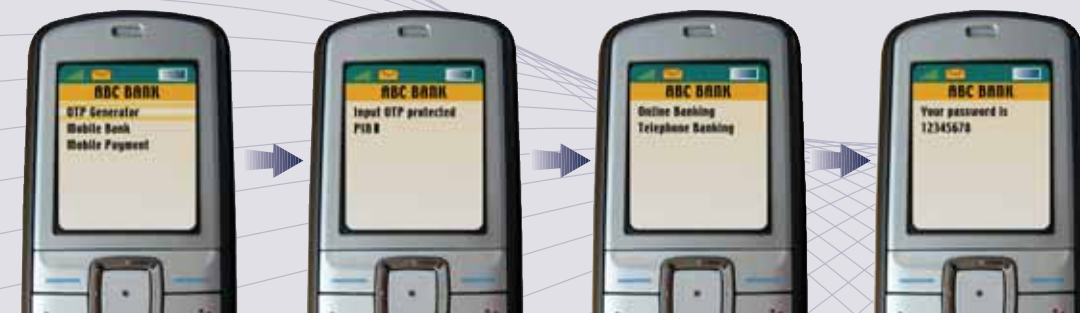 ABC BANK
OTP Generator
Mobile Bank
Mobile Payment
ABC BANK
Input OTP protected
ABC BANK
Online Banking
Telephone Banking
ABC BANK
Your password is
12345678